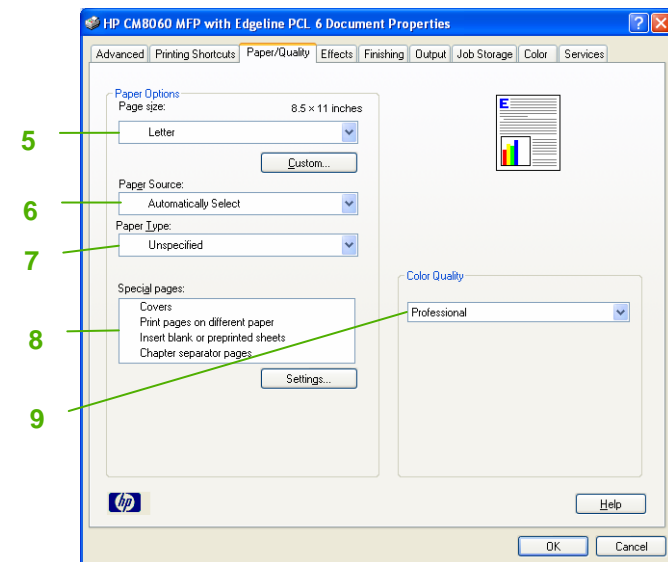 HP CM8060 MFP with Edgeline PCL 6 Document Properties
Advanced Printing Shortcuts Paper/Quality Effects Finishing Output Job Storage Color Services
Paper Options
Page size: 8.5 × 11 inches
5
Letter
Custom...
Paper Source:
6
Automatically Select
Paper Type:
7
Unspecified
Special pages:
8
Covers
Print pages on different paper
Insert blank or preprinted sheets
Chapter separator pages
Settings...
Color Quality
9
Professional
E
hp
Help
OK Cancel